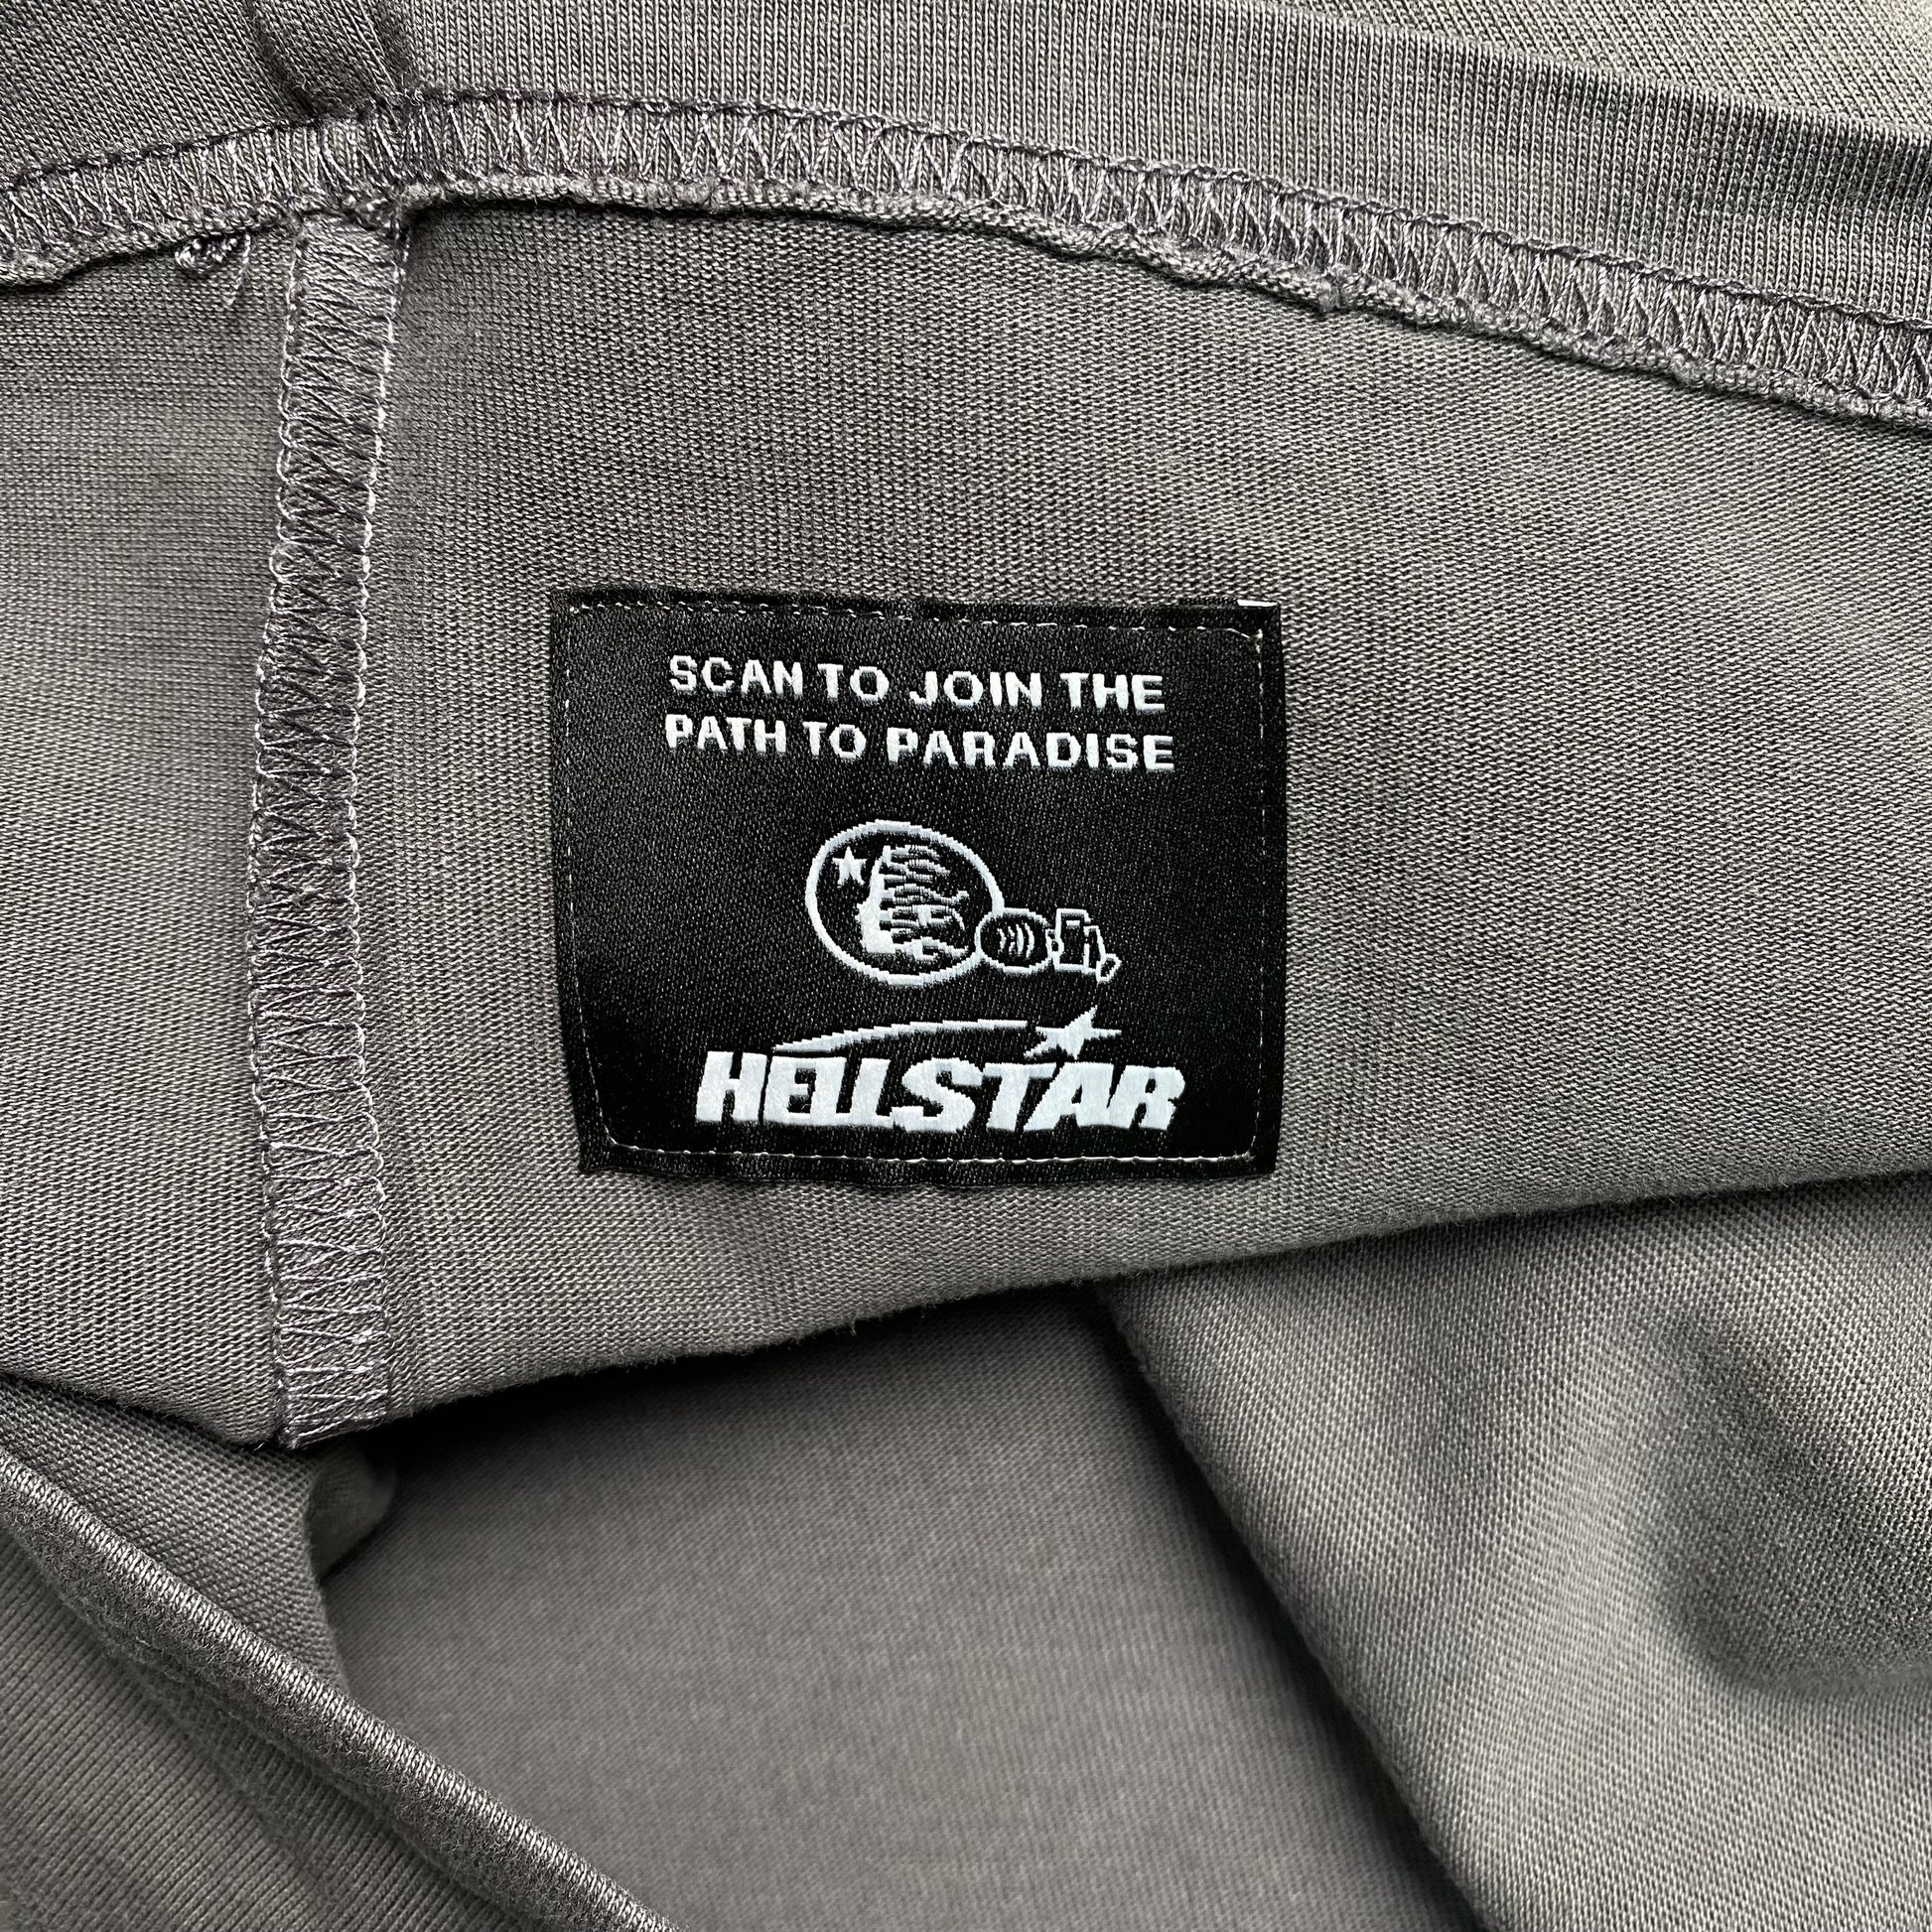 SCAN TO JOIN THE
PATH TO PARADISE
HELLSTAR